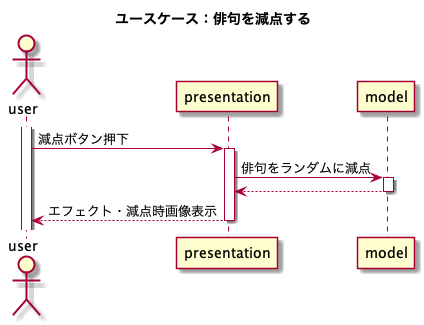 ユースケース：俳句を減点する
user
presentation
model
減点ボタン押下
俳句をランダムに減点
エフェクト・減点時画像表示
user
presentation
model